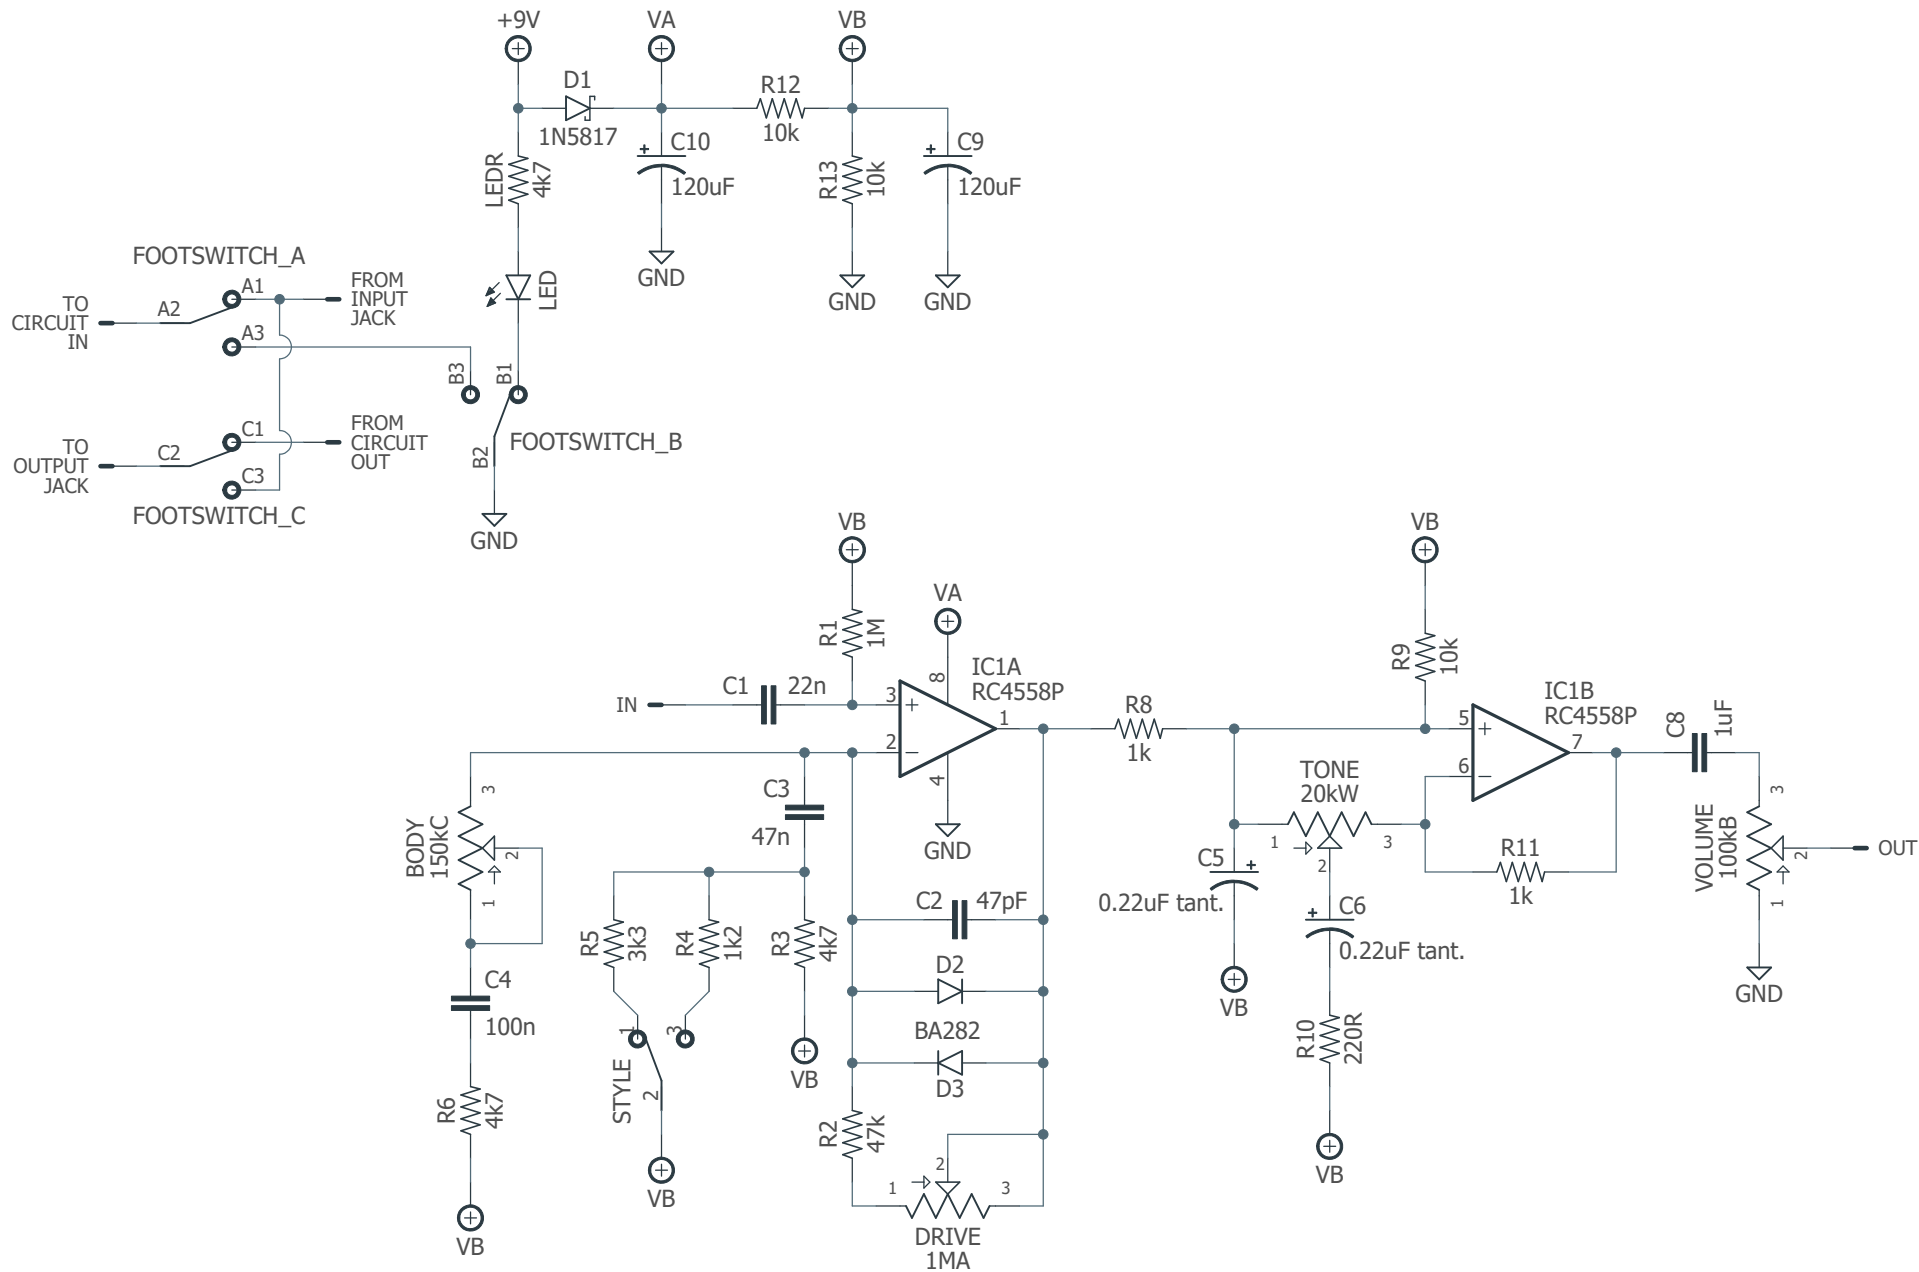 +9V
VA
VB
D1
1N5817
R12
10k
C10
120uF
C9
120uF
LEDR
4k7
R13
10k
GND
GND
GND
LED
FOOTSWITCH_A
A1
A2
A3
TO
CIRCUIT
IN
FROM
INPUT
JACK
B3
B1
B2
FOOTSWITCH_B
GND
C1
C2
C3
TO
OUTPUT
JACK
FROM
CIRCUIT
OUT
FOOTSWITCH_C
VB
R1
1M
VA
8
IC1A
RC4558P
IN
C1
22n
3
+
2
−
1
4
GND
BODY
150kC
3
2
1
C4
100n
R6
4k7
VB
C3
47n
R5
3k3
R4
1k2
R3
4k7
VB
STYLE
1
3
2
VB
C2
47pF
D2
BA282
D3
R2
47k
DRIVE
1MA
1
2
3
R8
1k
VB
R9
10k
IC1B
RC4558P
5
+
6
−
7
TONE
20kW
1
2
3
R11
1k
C5
+
0.22uF tant.
VB
C6
+
0.22uF tant.
R10
220R
VB
C8
1uF
VOLUME
100kB
3
2
1
OUT
GND